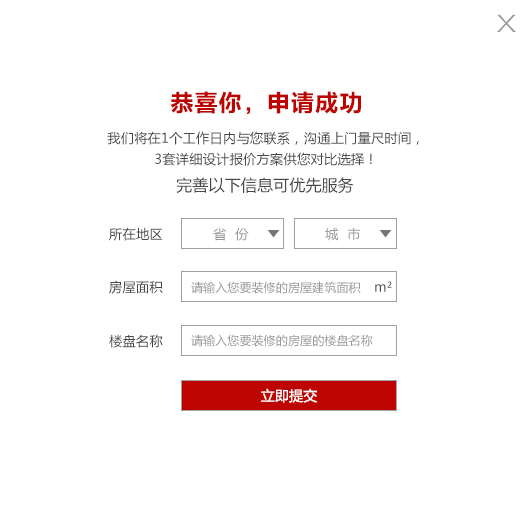 恭喜你，申请成功
我们将在1个工作日内与您联系，沟通上门量尺时间，
3套详细设计报价方案供您对比选择！
完善以下信息可优先服务
所在地区 省 份 城 市
房屋面积 请输入您要装修的房屋建筑面积 m²
楼盘名称 请输入您要装修的房屋的楼盘名称
立即提交